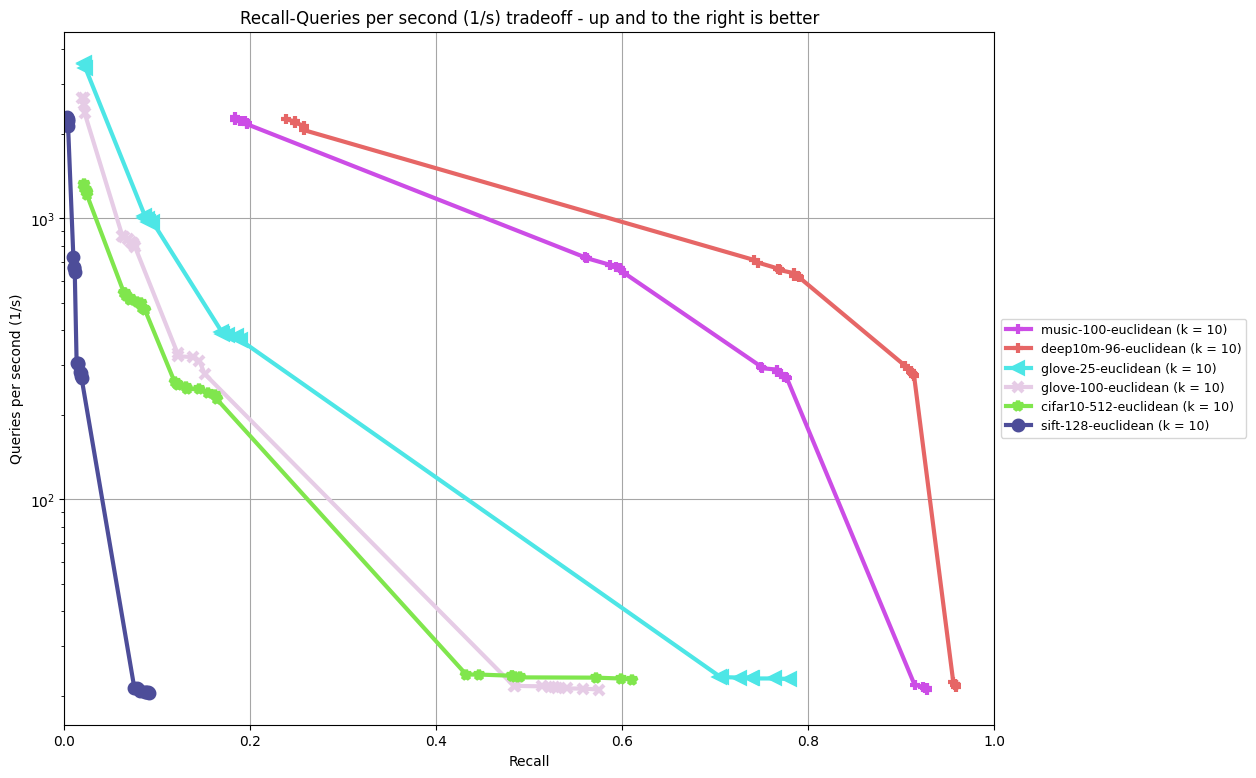 Recall-Queries per second (1/s) tradeoff - up and to the right is better
Queries per second (1/s)
10³
10²
0.0 0.2 0.4 0.6 0.8 1.0
Recall
music-100-euclidean (k = 10)
deep10m-96-euclidean (k = 10)
glove-25-euclidean (k = 10)
glove-100-euclidean (k = 10)
cifar10-512-euclidean (k = 10)
sift-128-euclidean (k = 10)